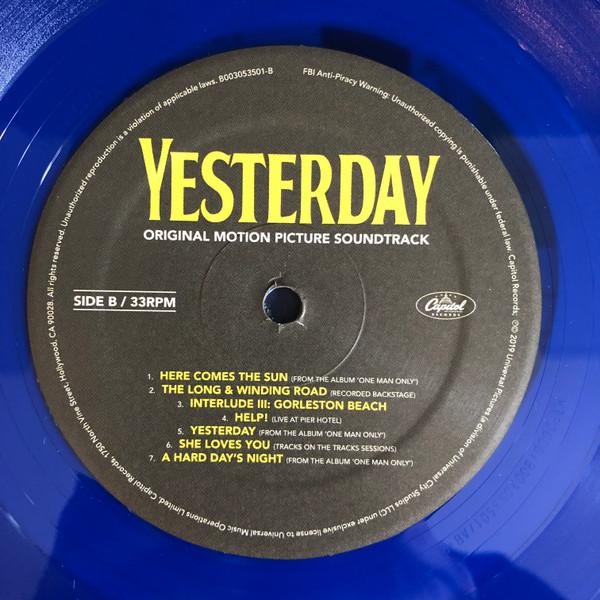 YESTERDAY
ORIGINAL MOTION PICTURE SOUNDTRACK
SIDE B / 33RPM
Capitol
RECORDS
1. HERE COMES THE SUN (FROM THE ALBUM 'ONE MAN ONLY')
2. THE LONG & WINDING ROAD (RECORDED BACKSTAGE)
3. INTERLUDE III: GORLESTON BEACH
4. HELP! (LIVE AT PIER HOTEL)
5. YESTERDAY (FROM THE ALBUM 'ONE MAN ONLY')
6. SHE LOVES YOU (TRACKS ON THE TRACKS SESSIONS)
7. A HARD DAY'S NIGHT (FROM THE ALBUM 'ONE MAN ONLY')
FBI Anti-Piracy Warning: Unauthorized copying is punishable under federal law. Capitol Records; ℗© 2019 Universal Pictures (a division of Universal City Studios LLC) under exclusive license to Universal Music Operations Limited. Capitol Records, 1750 North Vine Street, Hollywood, CA 90028. All rights reserved. Unauthorized reproduction is a violation of applicable laws. B003053501-B